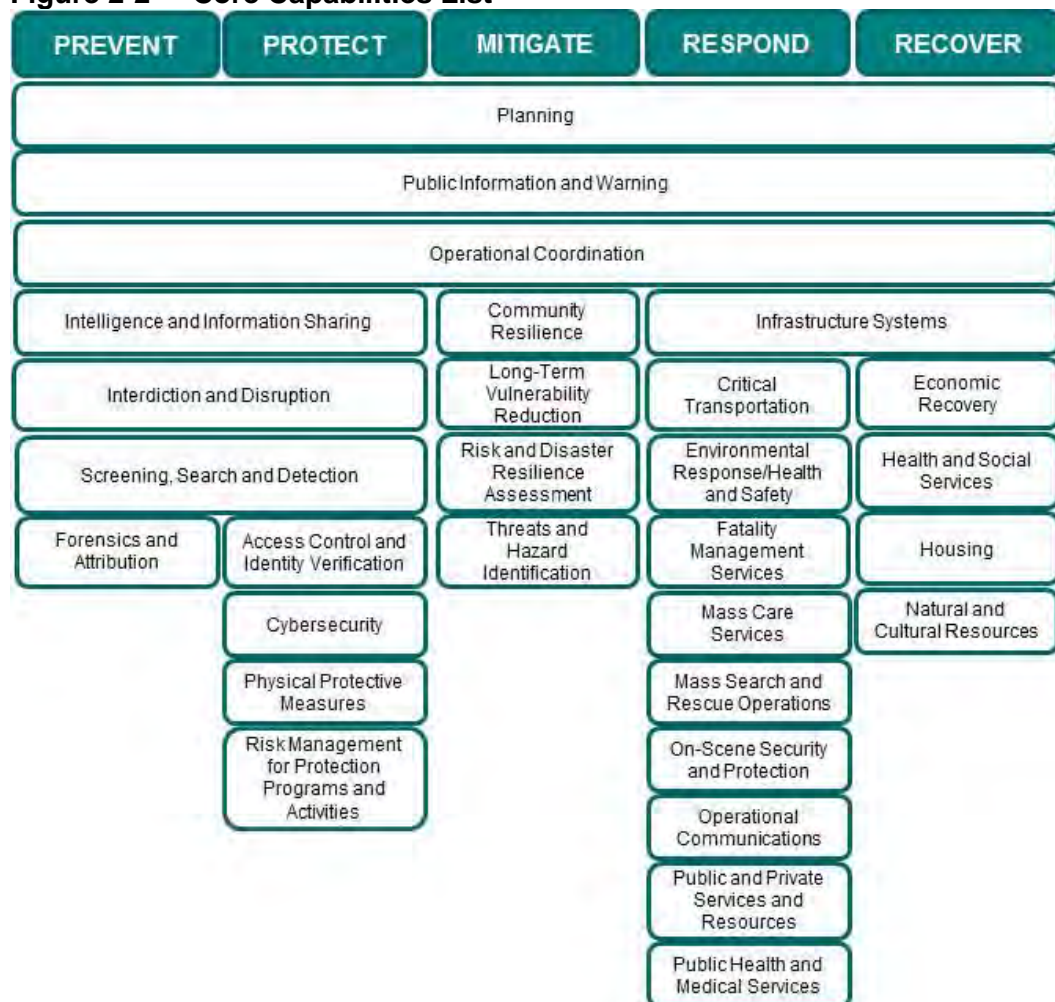 Figure 2-2 Core Capabilities List
PREVENT
PROTECT
MITIGATE
RESPOND
RECOVER
Planning
Public Information and Warning
Operational Coordination
Intelligence and Information Sharing
Community
Resilience
Infrastructure Systems
Interdiction and Disruption
Long-Term
Vulnerability
Reduction
Critical
Transportation
Economic
Recovery
Screening, Search and Detection
Risk and Disaster
Resilience
Assessment
Environmental
Response/Health
and Safety
Health and Social
Services
Forensics and
Attribution
Access Control and
Identity Verification
Threats and
Hazard
Identification
Fatality
Management
Services
Housing
Cybersecurity
Mass Care
Services
Natural and
Cultural Resources
Physical Protective
Measures
Mass Search and
Rescue Operations
Risk Management
for Protection
Programs and
Activities
On-Scene Security
and Protection
Operational
Communications
Public and Private
Services and
Resources
Public Health and
Medical Services